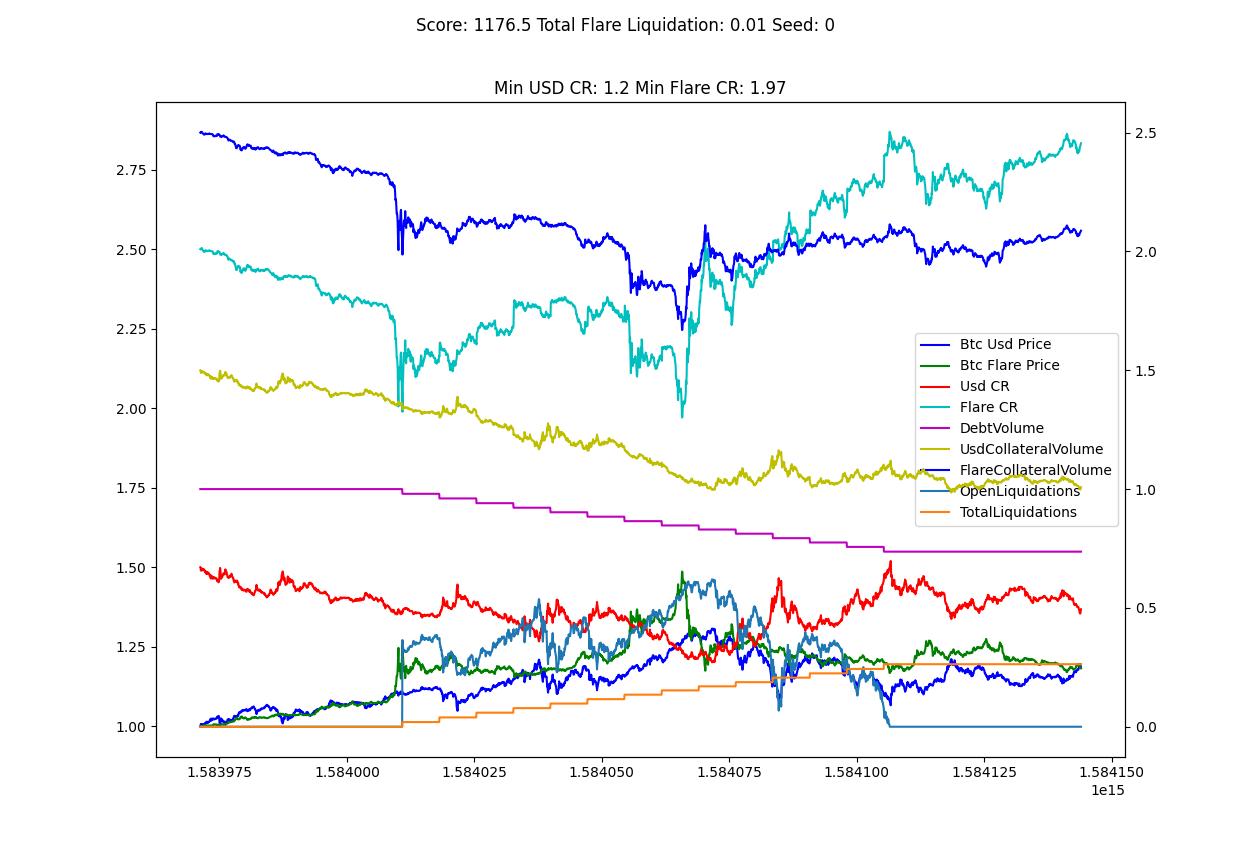 Score: 1176.5 Total Flare Liquidation: 0.01 Seed: 0
Min USD CR: 1.2 Min Flare CR: 1.97
2.75
2.50
2.25
2.00
1.75
1.50
1.25
1.00
2.5
2.0
1.5
1.0
0.5
0.0
Btc Usd Price
Btc Flare Price
Usd CR
Flare CR
DebtVolume
UsdCollateralVolume
FlareCollateralVolume
OpenLiquidations
TotalLiquidations
1.583975 1.584000 1.584025 1.584050 1.584075 1.584100 1.584125 1.584150
1e15